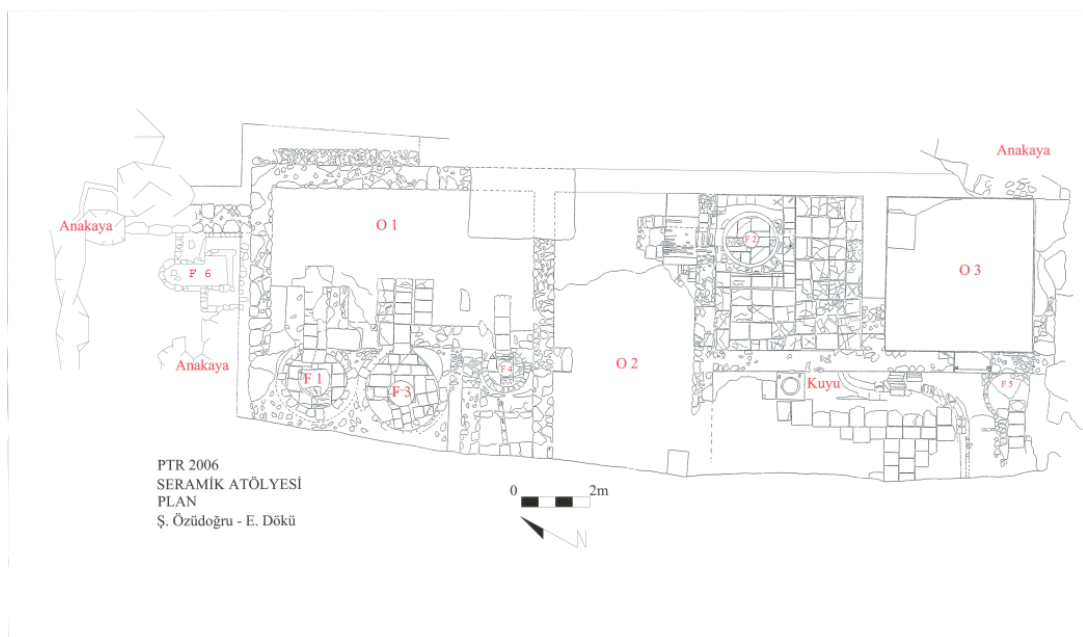 Anakaya
Anakaya
O 1
F 2
F 6
O 3
Anakaya
O 2
F 4
F 1
F 3
Kuyu
F 5
PTR 2006
SERAMİK ATÖLYESİ
PLAN
Ş. Özüdoğru - E. Dökü
0 2m
N